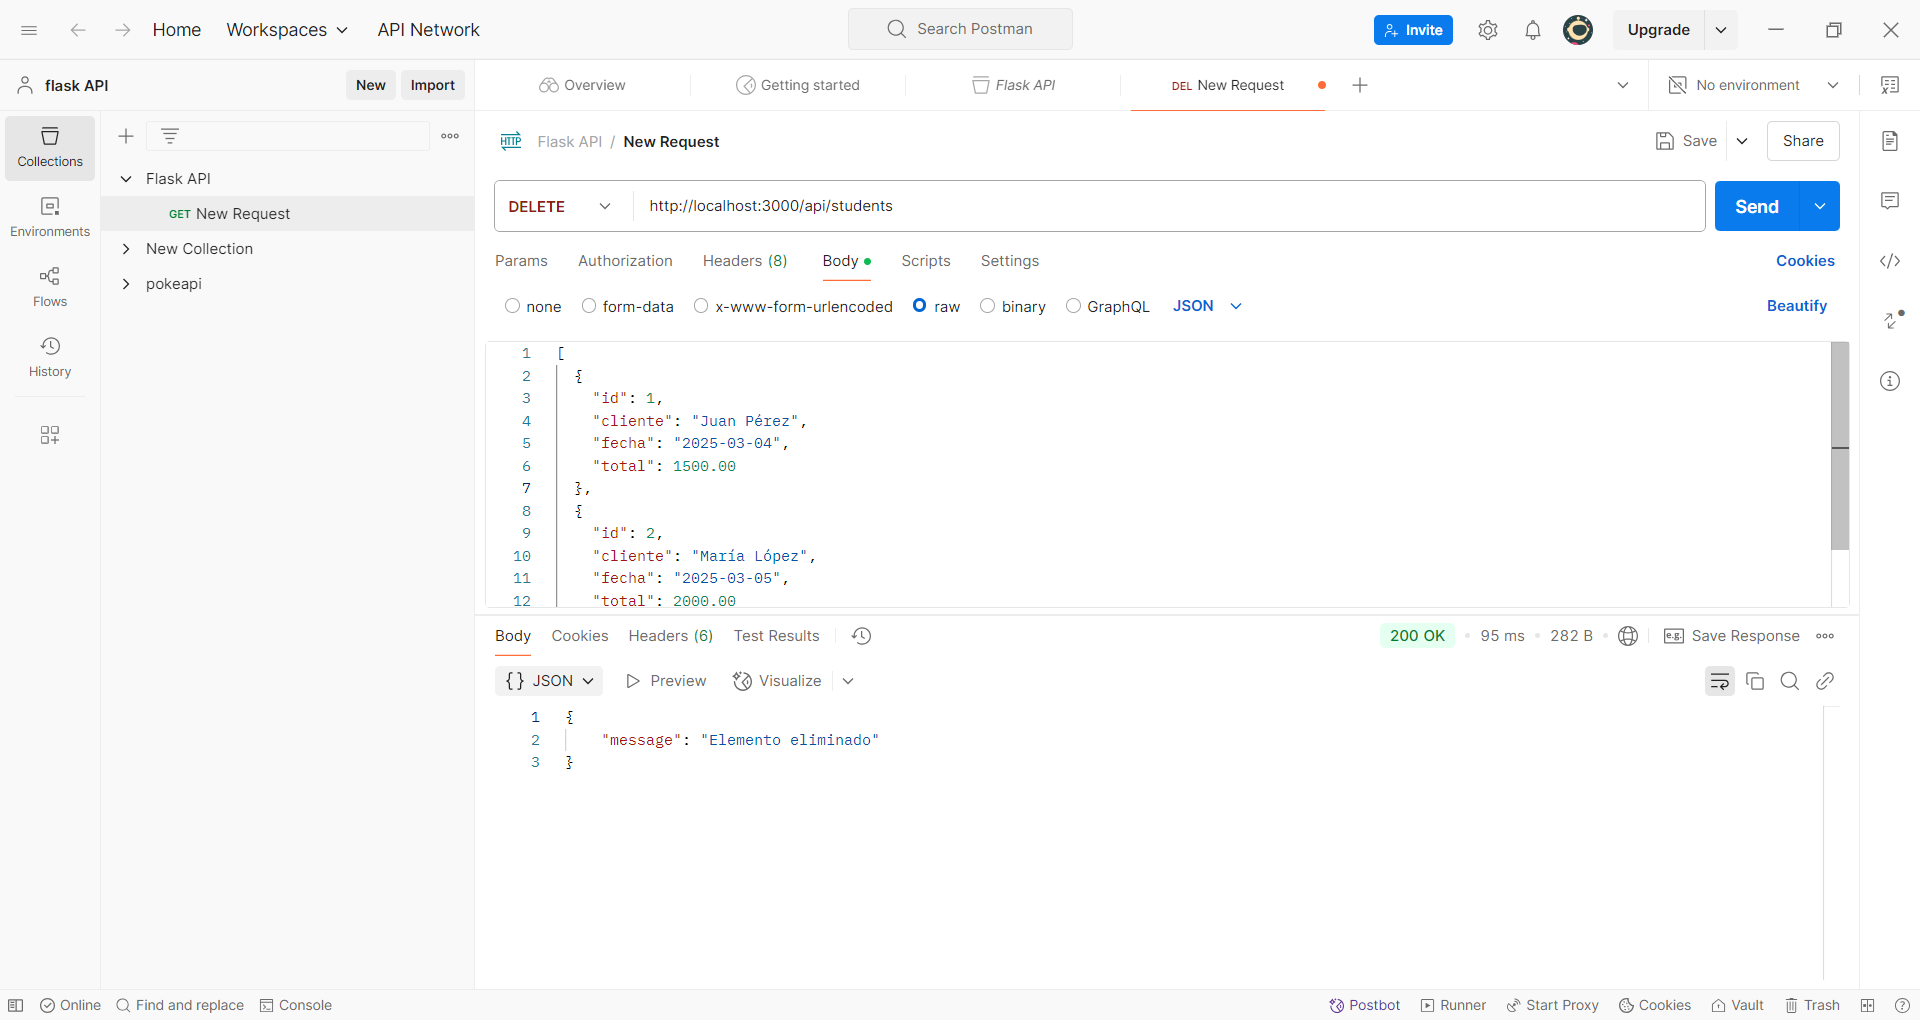 Home Workspaces API Network Search Postman Invite Upgrade
flask API New Import Overview Getting started Flask API DEL New Request No environment
Collections
Environments
Flows
History
Flask API
GET New Request
New Collection
pokeapi
HTTP Flask API / New Request Save Share
DELETE http://localhost:3000/api/students Send
Params Authorization Headers (8) Body Scripts Settings Cookies
none form-data x-www-form-urlencoded raw binary GraphQL JSON Beautify
1 [
2 {
3 "id": 1,
4 "cliente": "Juan Pérez",
5 "fecha": "2025-03-04",
6 "total": 1500.00
7 },
8 {
9 "id": 2,
10 "cliente": "María López",
11 "fecha": "2025-03-05",
12 "total": 2000.00
Body Cookies Headers (6) Test Results 200 OK 95 ms 282 B e.g. Save Response
{} JSON Preview Visualize
1 {
2 "message": "Elemento eliminado"
3 }
Online Find and replace Console Postbot Runner Start Proxy Cookies Vault Trash